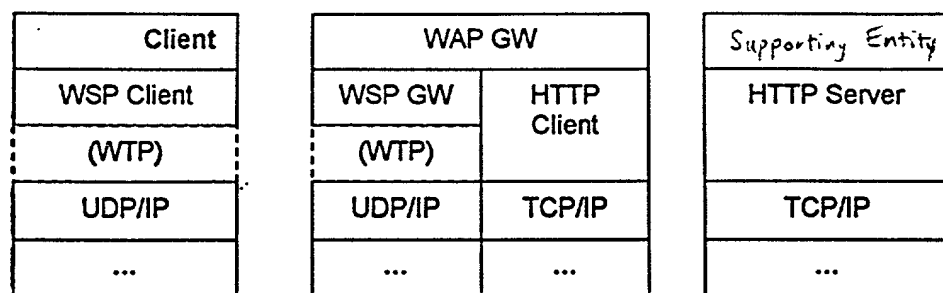 Client
WSP Client
(WTP)
UDP/IP
...
WAP GW
WSP GW
HTTP
Client
(WTP)
UDP/IP
TCP/IP
...
...
Supporting Entity
HTTP Server
TCP/IP
...